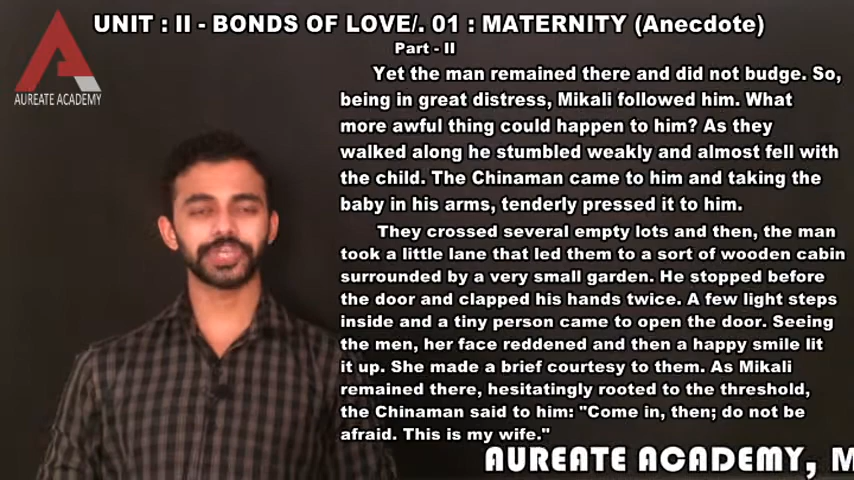 UNIT : II - BONDS OF LOVE/. 01 : MATERNITY (Anecdote)
Part - II
AUREATE ACADEMY
Yet the man remained there and did not budge. So,
being in great distress, Mikali followed him. What
more awful thing could happen to him? As they
walked along he stumbled weakly and almost fell with
the child. The Chinaman came to him and taking the
baby in his arms, tenderly pressed it to him.
They crossed several empty lots and then, the man
took a little lane that led them to a sort of wooden cabin
surrounded by a very small garden. He stopped before
the door and clapped his hands twice. A few light steps
inside and a tiny person came to open the door. Seeing
the men, her face reddened and then a happy smile lit
it up. She made a brief courtesy to them. As Mikali
remained there, hesitatingly rooted to the threshold,
the Chinaman said to him: "Come in, then; do not be
afraid. This is my wife."
AUREATE ACADEMY, M